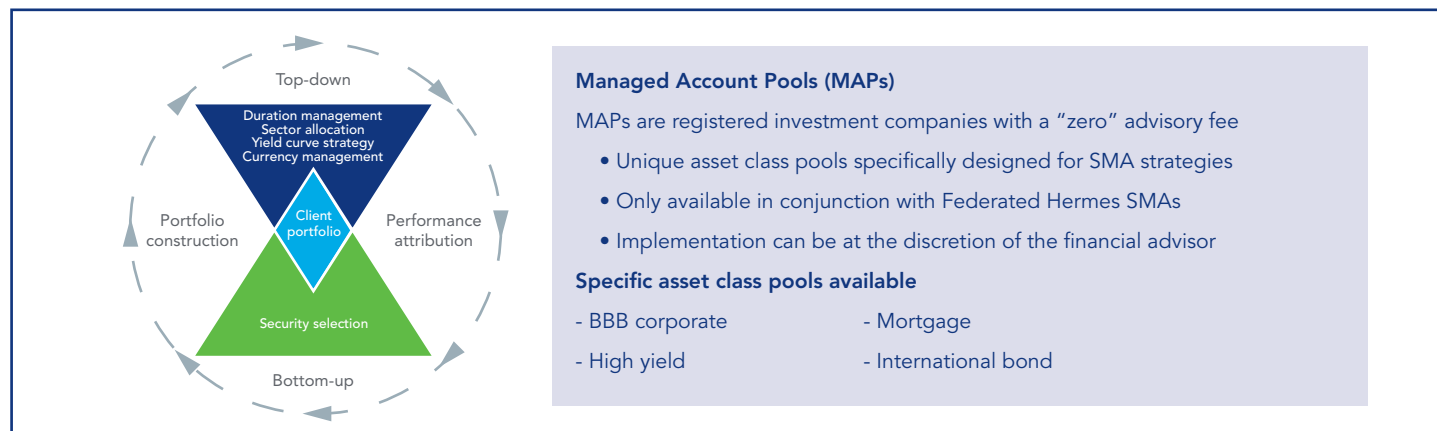 Top-down
Duration management
Sector allocation
Yield curve strategy
Currency management
Portfolio
construction
Client
portfolio
Performance
attribution
Security selection
Bottom-up
Managed Account Pools (MAPs)
MAPs are registered investment companies with a “zero” advisory fee
• Unique asset class pools specifically designed for SMA strategies
• Only available in conjunction with Federated Hermes SMAs
• Implementation can be at the discretion of the financial advisor
Specific asset class pools available
- BBB corporate - Mortgage
- High yield - International bond